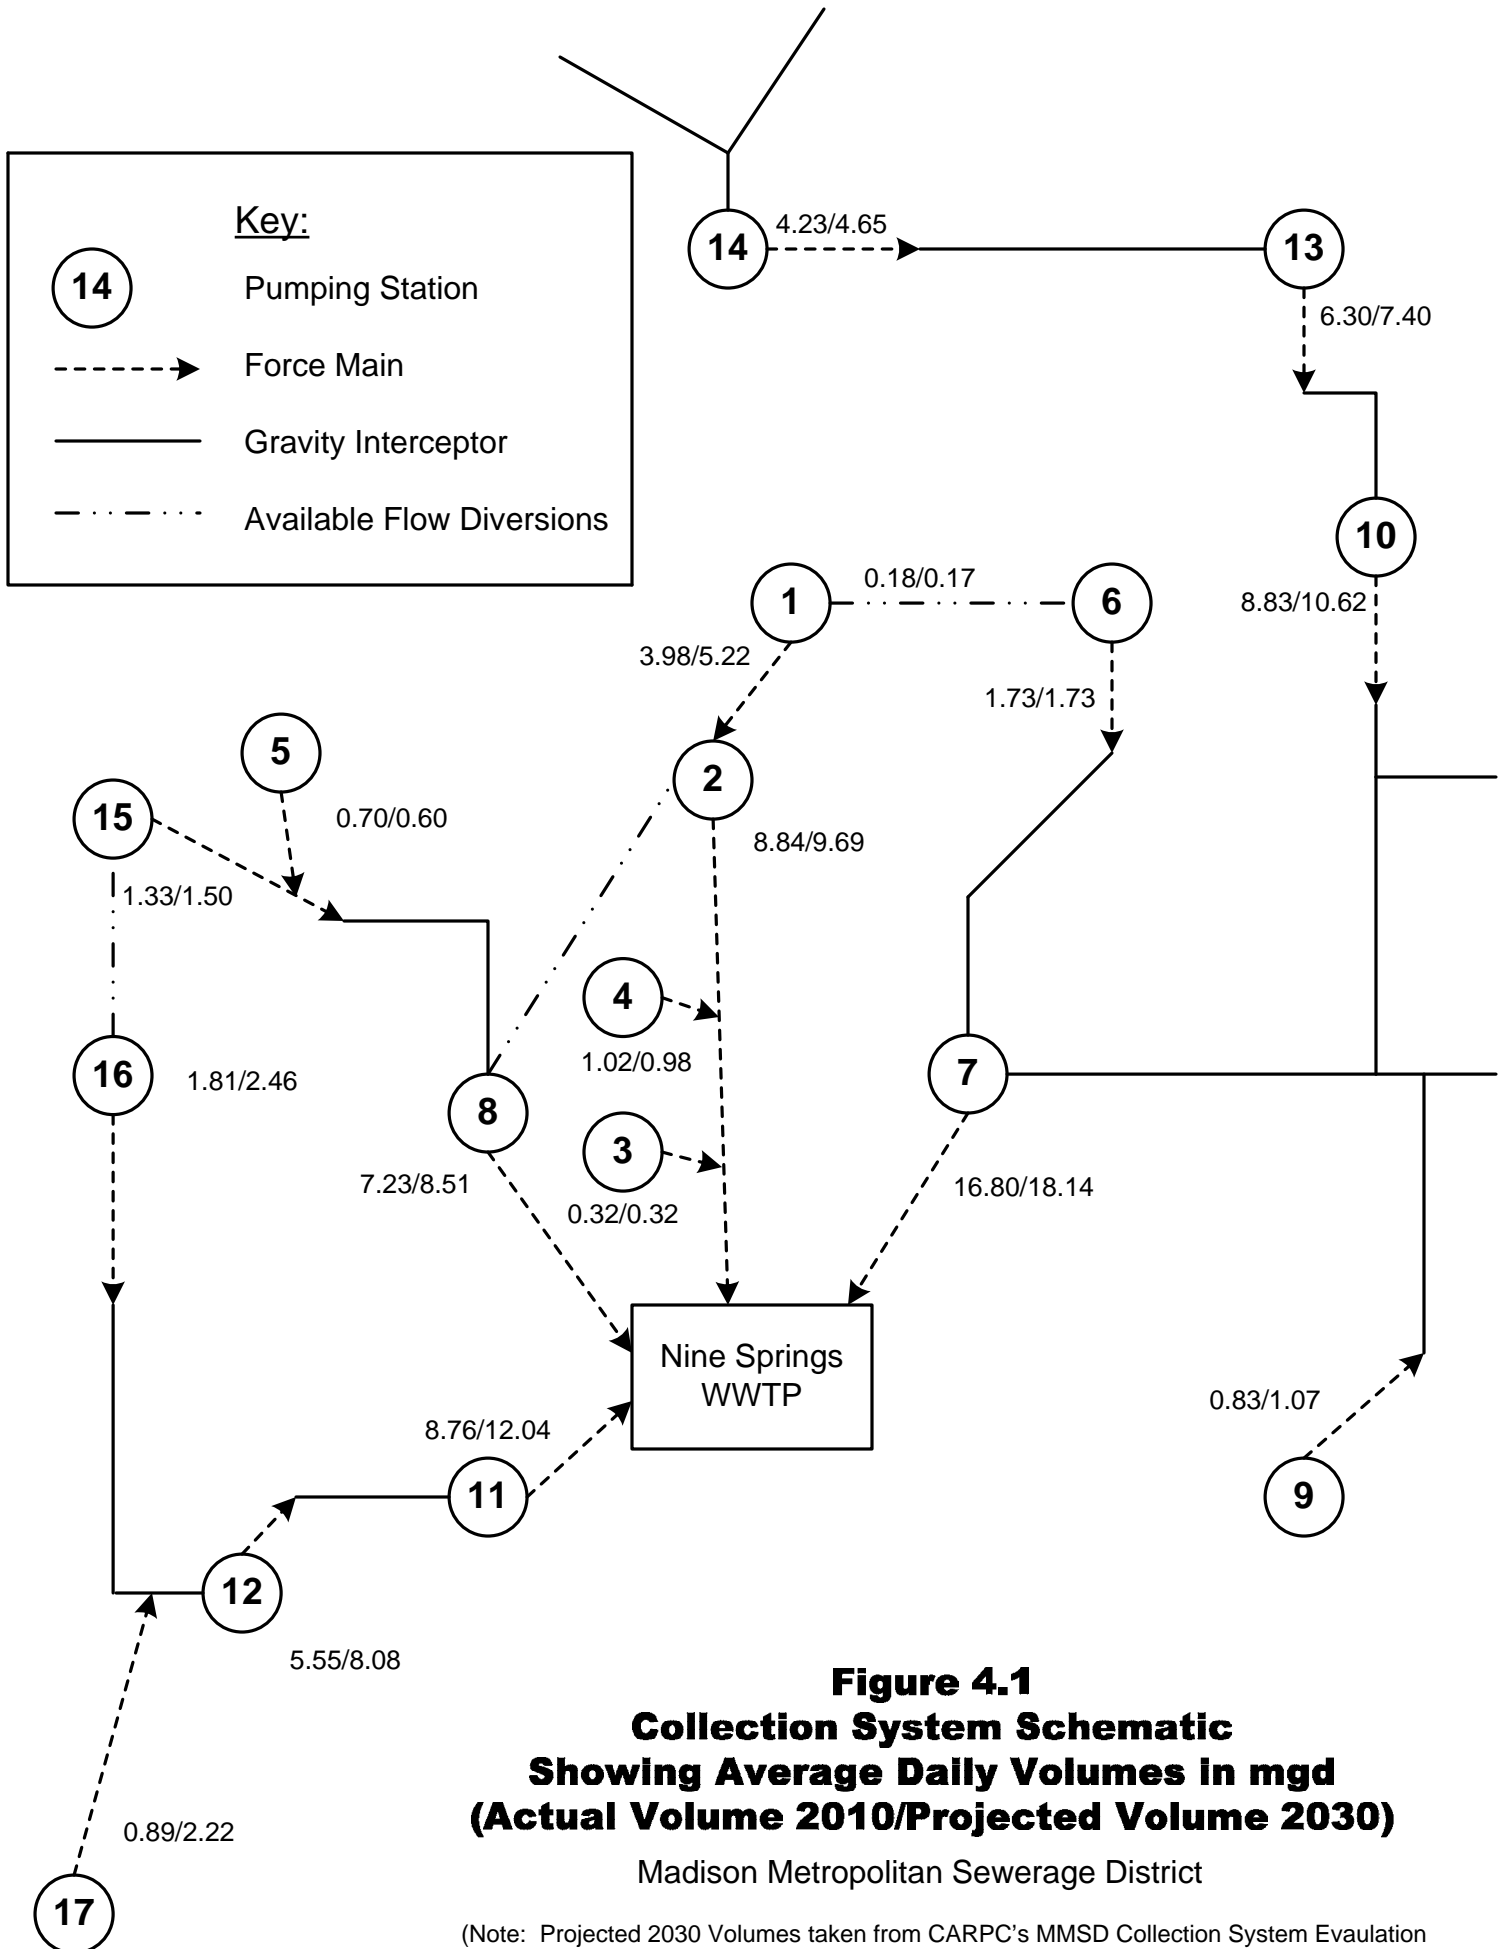 Key:
14
Pumping Station
Force Main
Gravity Interceptor
Available Flow Diversions
14
4.23/4.65
13
6.30/7.40
10
8.83/10.62
1
0.18/0.17
6
3.98/5.22
1.73/1.73
2
8.84/9.69
5
0.70/0.60
15
1.33/1.50
4
1.02/0.98
16
1.81/2.46
8
7.23/8.51
3
0.32/0.32
7
16.80/18.14
Nine Springs
WWTP
0.83/1.07
9
8.76/12.04
11
12
5.55/8.08
0.89/2.22
17
Figure 4.1
Collection System Schematic
Showing Average Daily Volumes in mgd
(Actual Volume 2010/Projected Volume 2030)
Madison Metropolitan Sewerage District
(Note: Projected 2030 Volumes taken from CARPC's MMSD Collection System Evaulation